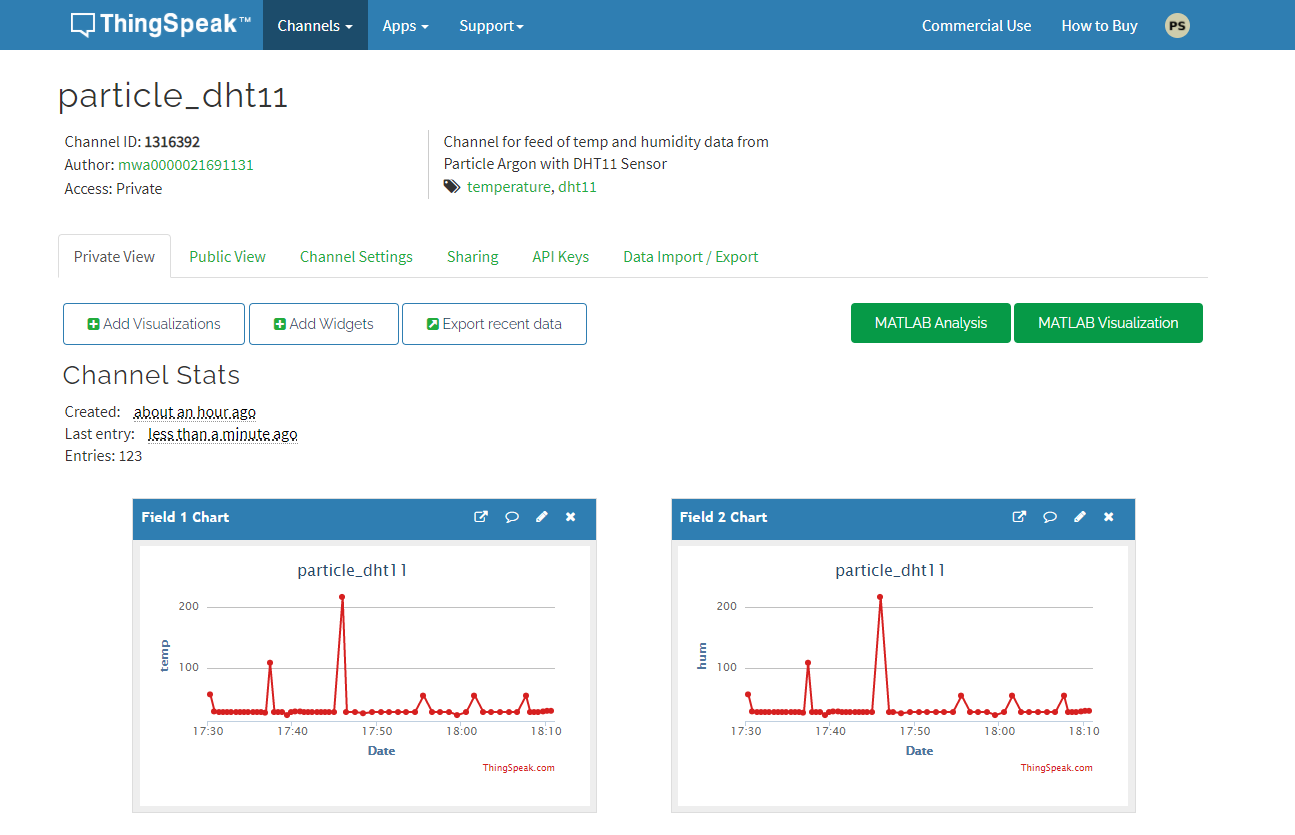 ThingSpeak™ Channels Apps Support Commercial Use How to Buy PS
particle_dht11
Channel ID: 1316392
Author: mwa0000021691131
Access: Private
Channel for feed of temp and humidity data from
Particle Argon with DHT11 Sensor
temperature, dht11
Private View Public View Channel Settings Sharing API Keys Data Import / Export
Add Visualizations Add Widgets Export recent data MATLAB Analysis MATLAB Visualization
Channel Stats
Created: about an hour ago
Last entry: less than a minute ago
Entries: 123
Field 1 Chart
particle_dht11
200
temp
100
17:30 17:40 17:50 18:00 18:10
Date
ThingSpeak.com
Field 2 Chart
particle_dht11
200
hum
100
17:30 17:40 17:50 18:00 18:10
Date
ThingSpeak.com